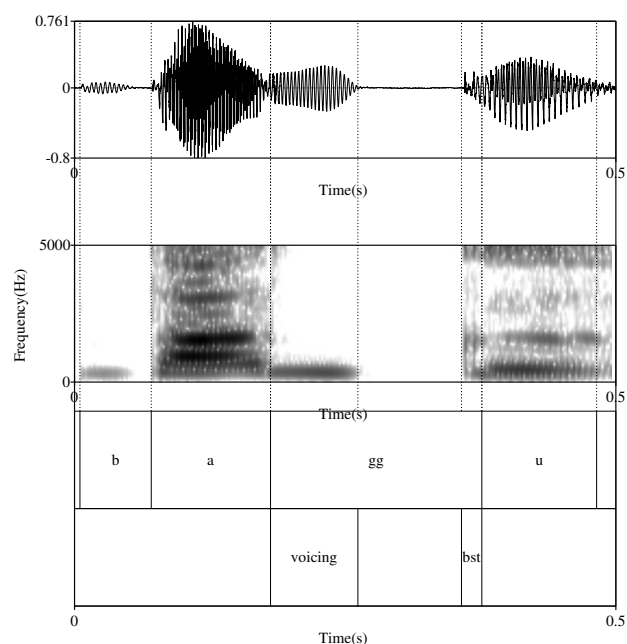 0.761
0
-0.8
0 0.5
Time(s)
5000
Frequency(Hz)
0
0 0.5
Time(s)
b a gg u
voicing bst
0 0.5
Time(s)